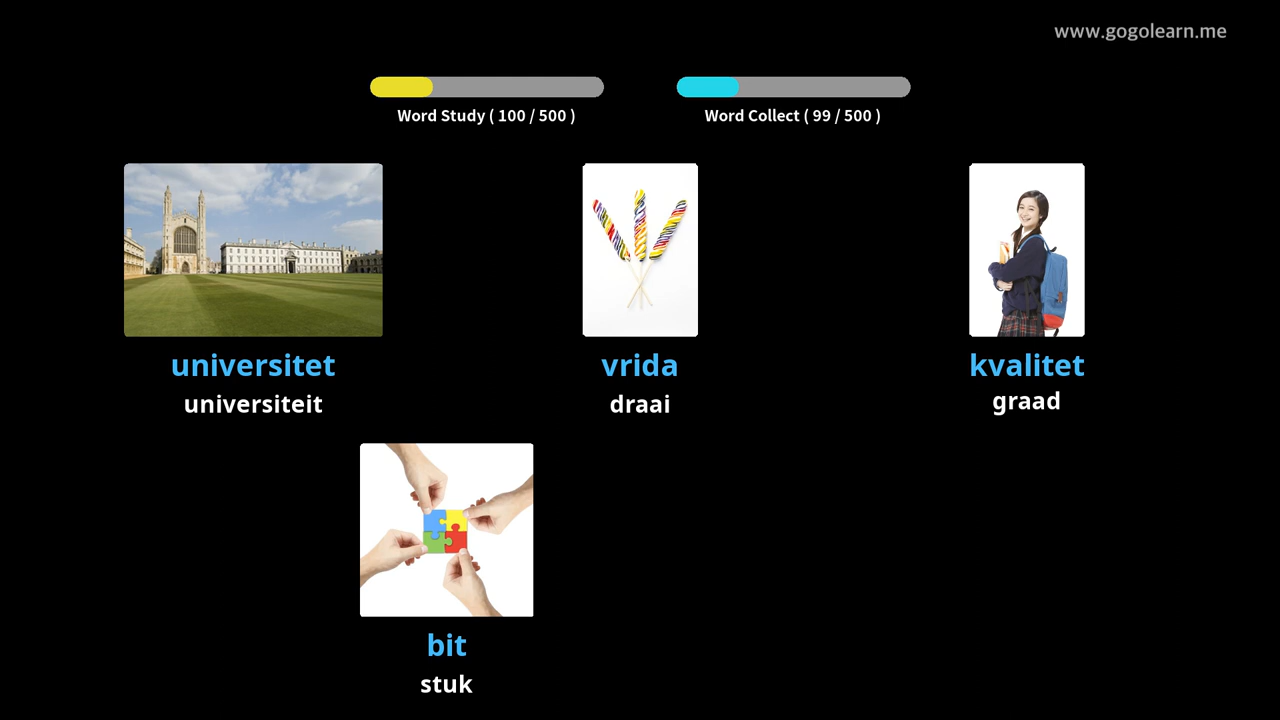 www.gogolearn.me
Word Study ( 100 / 500 )
Word Collect ( 99 / 500 )
universitet
universiteit
vrida
draai
kvalitet
graad
bit
stuk